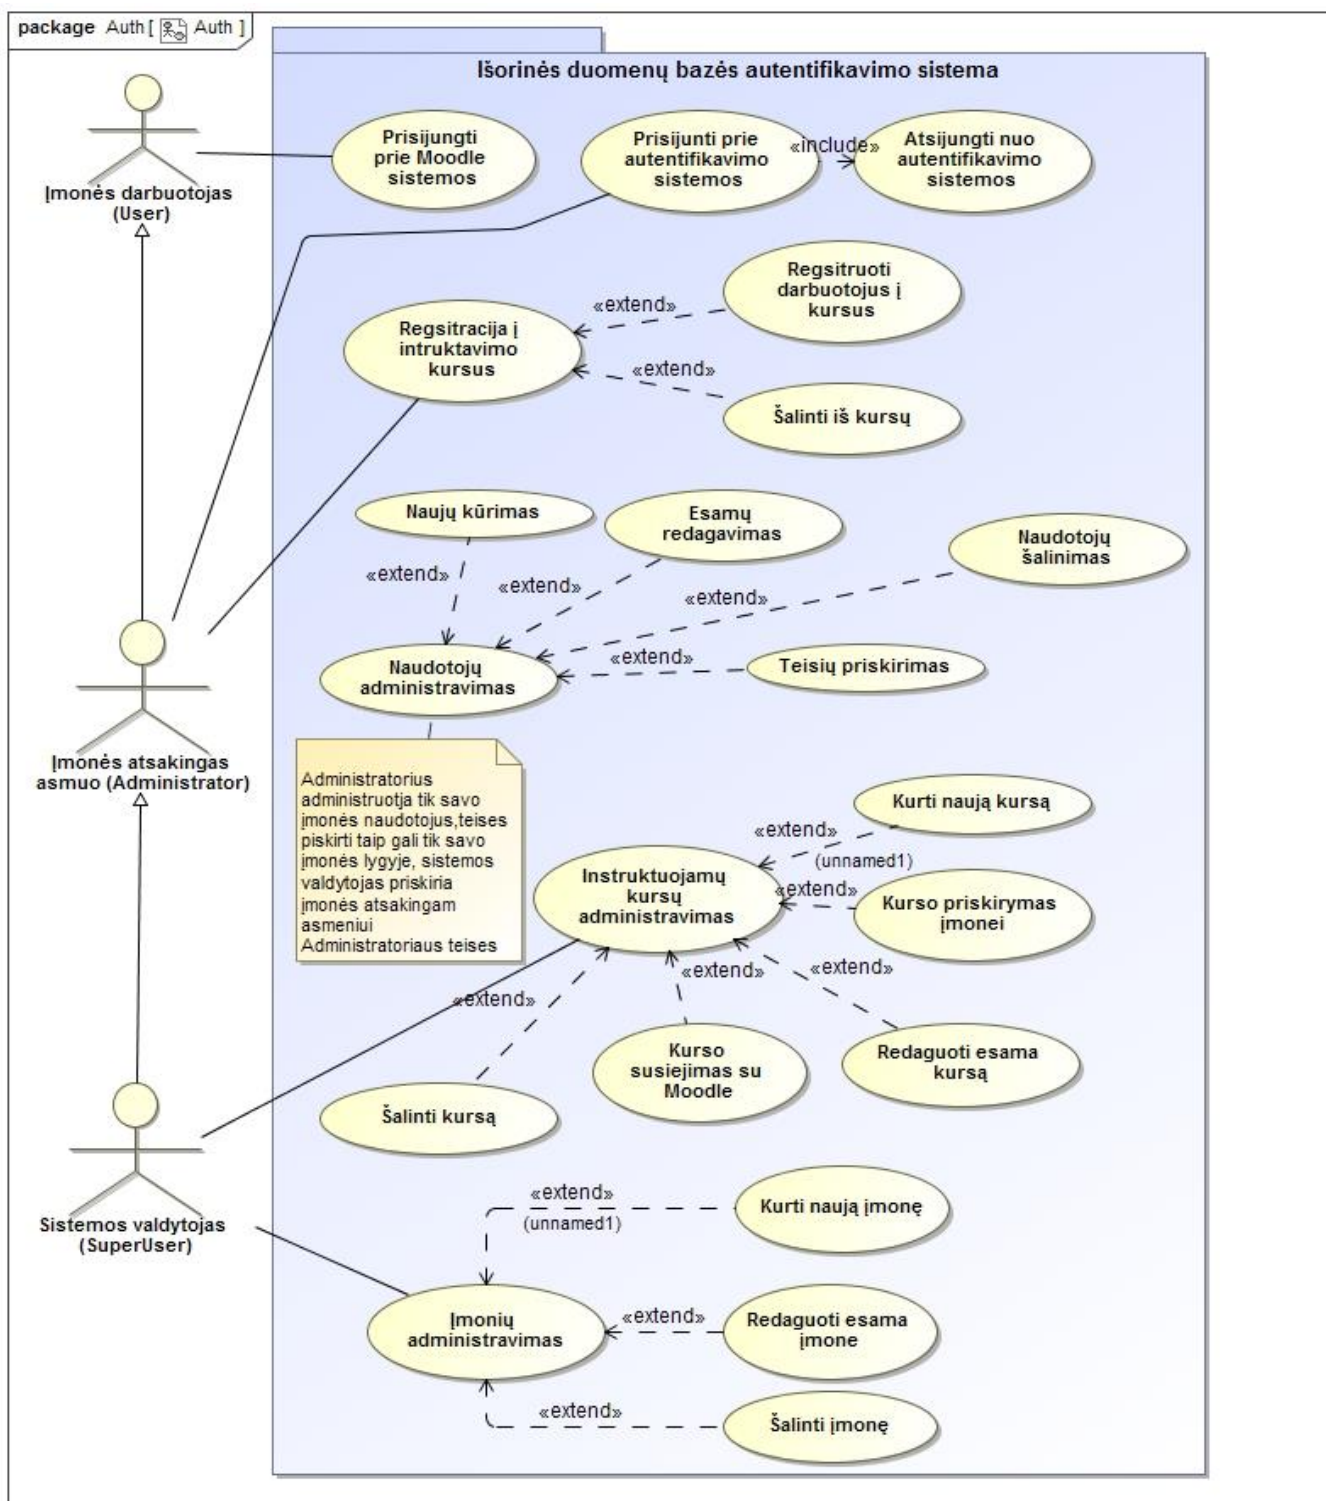 package Auth [ Auth ]
Išorinės duomenų bazės autentifikavimo sistema
Įmonės darbuotojas
(User)
Prisijungti
prie Moodle
sistemos
Prisijunti prie
autentifikavimo
sistemos
«include»
Atsijungti nuo
autentifikavimo
sistemos
Regsitracija į
intruktavimo
kursus
«extend»
Regsitruoti
darbuotojus į
kursus
«extend»
Šalinti iš kursų
Naujų kūrimas
Esamų
redagavimas
Naudotojų
šalinimas
«extend»
«extend»
«extend»
«extend»
Teisių priskirimas
Naudotojų
administravimas
Įmonės atsakingas
asmuo (Administrator)
Administratorius
administruotja tik savo
įmonės naudotojus,teises
piskirti taip gali tik savo
įmonės lygyje, sistemos
valdytojas priskiria
įmonės atsakingam
asmeniui
Administratoriaus teises
Kurti naują kursą
«extend»
(unnamed1)
Instruktuojamų
kursų
administravimas
«extend»
Kurso priskirymas
įmonei
«extend»
«extend»
«extend»
Kurso
susiejimas su
Moodle
Redaguoti esama
kursą
Šalinti kursą
Sistemos valdytojas
(SuperUser)
«extend»
(unnamed1)
Kurti naują įmonę
Įmonių
administravimas
«extend»
Redaguoti esama
įmone
«extend»
Šalinti įmonę